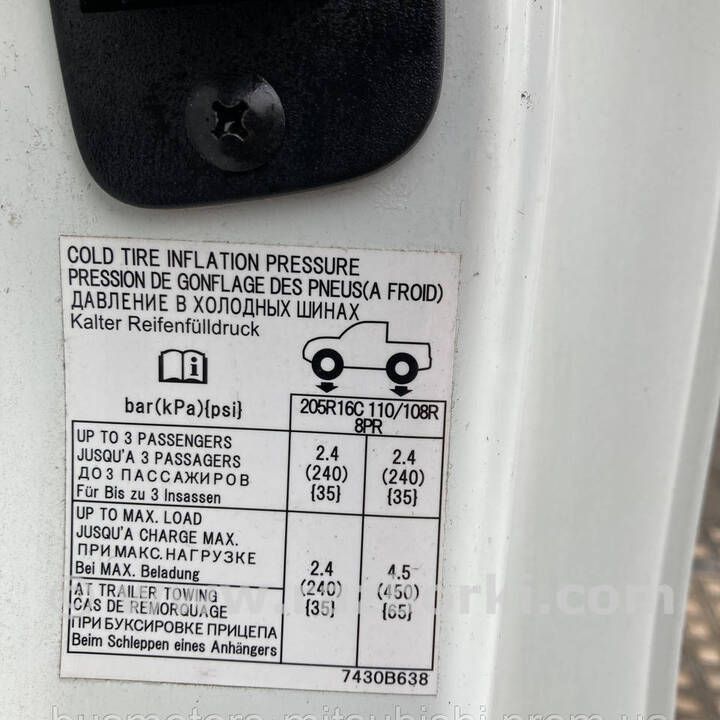 COLD TIRE INFLATION PRESSURE
PRESSION DE GONFLAGE DES PNEUS(A FROID)
ДАВЛЕНИЕ В ХОЛОДНЫХ ШИНАХ
Kalter Reifenfülldruck
bar(kPa){psi}
205R16C 110/108R
8PR
UP TO 3 PASSENGERS
JUSQU'A 3 PASSAGERS
ДО 3 ПАССАЖИРОВ
Für Bis zu 3 Insassen
2.4
(240)
{35}
2.4
(240)
{35}
UP TO MAX. LOAD
JUSQU'A CHARGE MAX.
ПРИ МАКС. НАГРУЗКЕ
Bei MAX. Beladung
AT TRAILER TOWING
CAS DE REMORQUAGE
ПРИ БУКСИРОВКЕ ПРИЦЕПА
Beim Schleppen eines Anhängers
2.4
(240)
{35}
4.5
(450)
{65}
7430B638